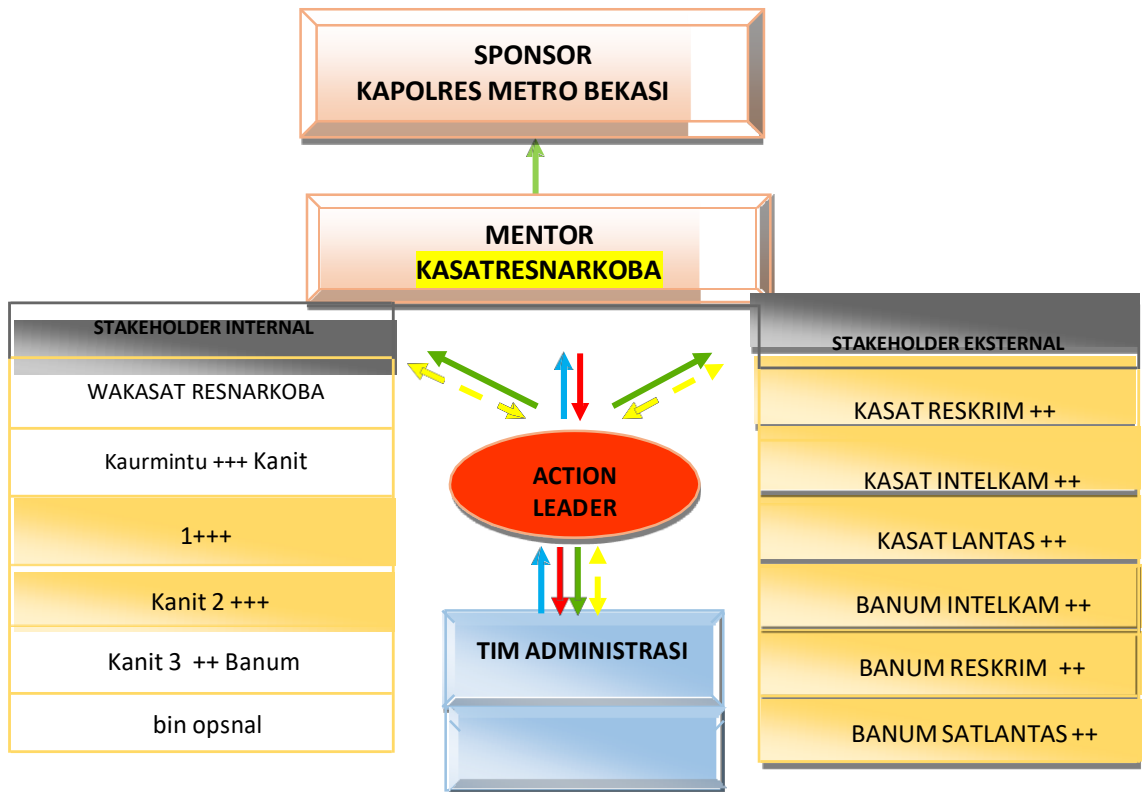 SPONSOR
KAPOLRES METRO BEKASI
MENTOR
KASATRESNARKOBA
STAKEHOLDER INTERNAL
WAKASAT RESNARKOBA
Kaurmintu +++ Kanit
1+++
Kanit 2 +++
Kanit 3 ++ Banum
bin opsnal
ACTION
LEADER
TIM ADMINISTRASI
STAKEHOLDER EKSTERNAL
KASAT RESKRIM ++
KASAT INTELKAM ++
KASAT LANTAS ++
BANUM INTELKAM ++
BANUM RESKRIM ++
BANUM SATLANTAS ++